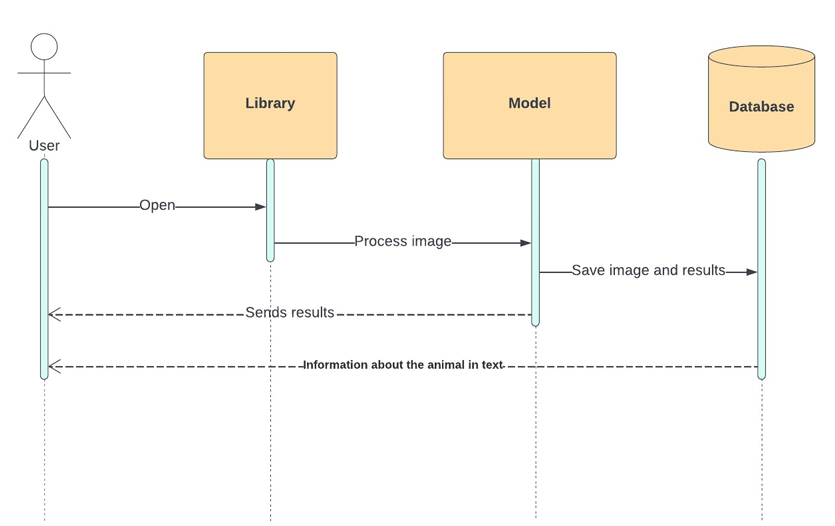 User
Library
Model
Database
Open
Process image
Save image and results
Sends results
Information about the animal in text